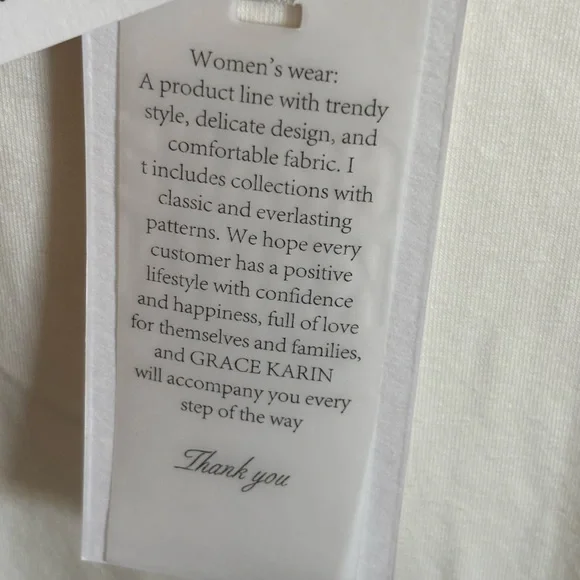 Women's wear:
A product line with trendy
style, delicate design, and
comfortable fabric. I
t includes collections with
classic and everlasting
patterns. We hope every
customer has a positive
lifestyle with confidence
and happiness, full of love
for themselves and families,
and GRACE KARIN
will accompany you every
step of the way
Thank you